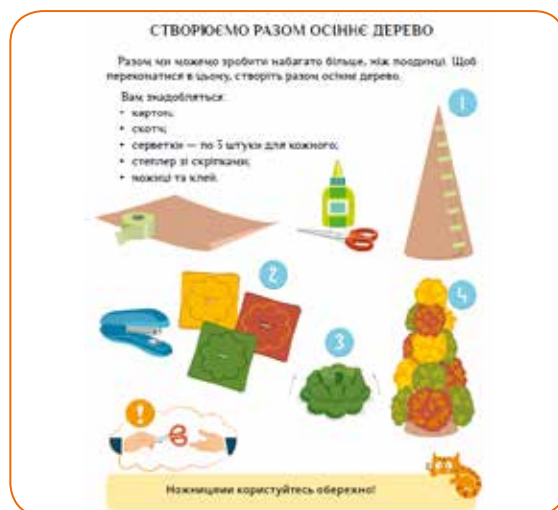 СТВОРЮЄМО РАЗОМ ОСІННЄ ДЕРЕВО
Разом ми можемо зробити набагато більше, ніж поодинці. Щоб
переконатися в цьому, створіть разом осіннє дерево.
Вам знадобляться:
• картон;
• скотч;
• серветки — по 3 штуки для кожного;
• степлер зі скріпками;
• ножиці та клей.
1
2
3
4
!
Ножицями користуйтесь обережно!